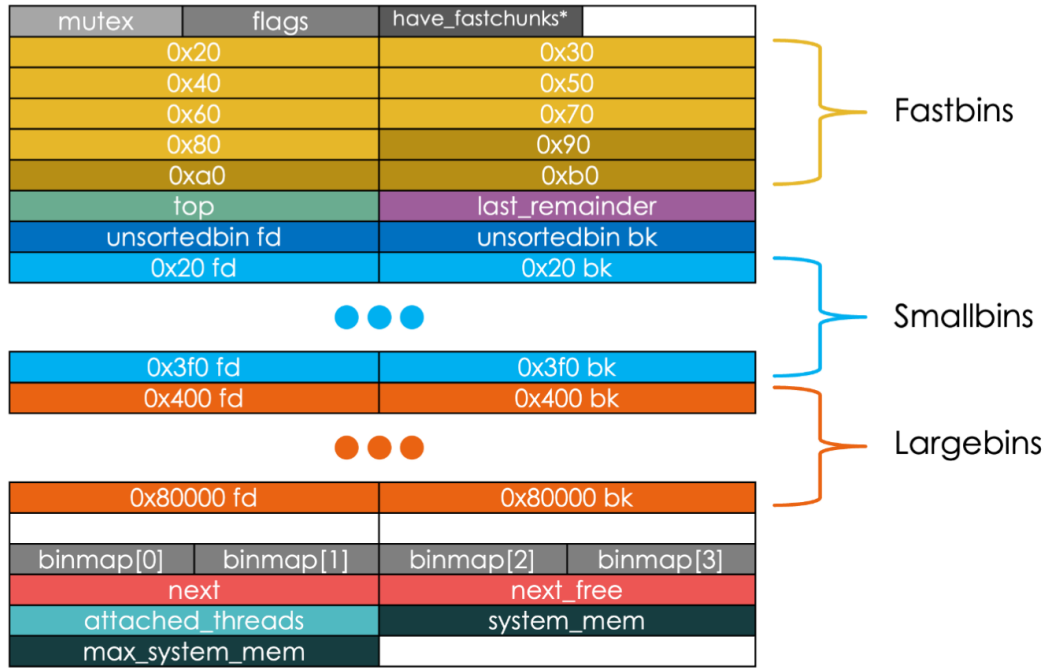 mutex flags have_fastchunks*
0x20 0x30
0x40 0x50
0x60 0x70
0x80 0x90
0xa0 0xb0
Fastbins
top last_remainder
unsortedbin fd unsortedbin bk
0x20 fd 0x20 bk
Smallbins
0x3f0 fd 0x3f0 bk
0x400 fd 0x400 bk
Largebins
0x80000 fd 0x80000 bk
binmap[0] binmap[1] binmap[2] binmap[3]
next next_free
attached_threads system_mem
max_system_mem